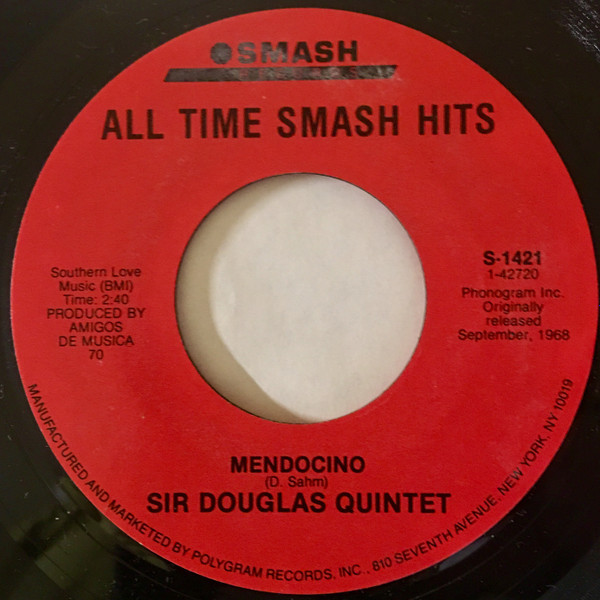 SMASH
ALL TIME SMASH HITS
Southern Love
Music (BMI)
Time: 2:40
PRODUCED BY
AMIGOS
DE MUSICA
70
S-1421
1-42720
Phonogram Inc.
Originally
released
September, 1968
MENDOCINO
(D. Sahm)
SIR DOUGLAS QUINTET
MANUFACTURED AND MARKETED BY POLYGRAM RECORDS, INC., 810 SEVENTH AVENUE, NEW YORK, NY 10019